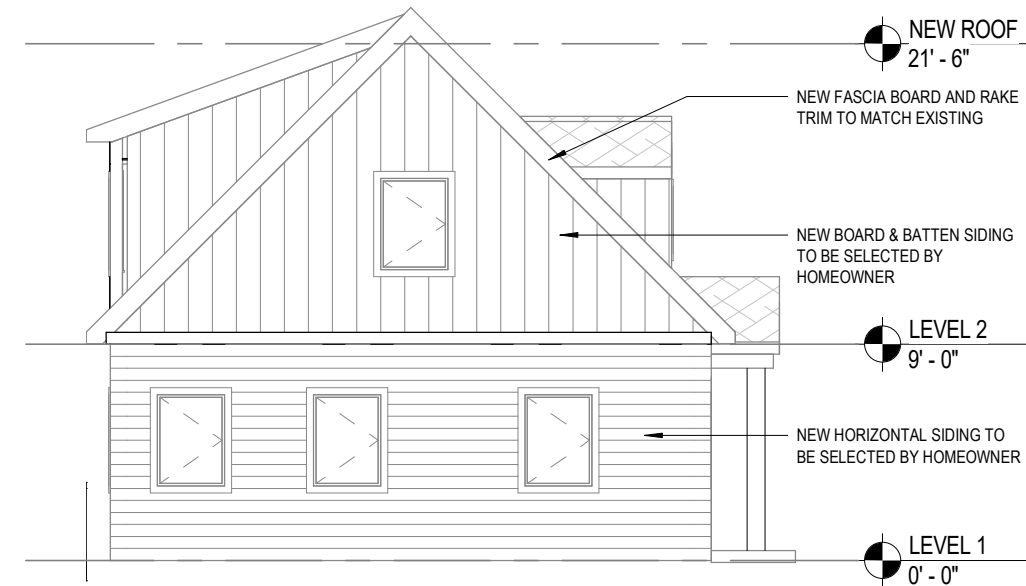 NEW ROOF
21' - 6"
NEW FASCIA BOARD AND RAKE
TRIM TO MATCH EXISTING
NEW BOARD & BATTEN SIDING
TO BE SELECTED BY
HOMEOWNER
LEVEL 2
9' - 0"
NEW HORIZONTAL SIDING TO
BE SELECTED BY HOMEOWNER
LEVEL 1
0' - 0"